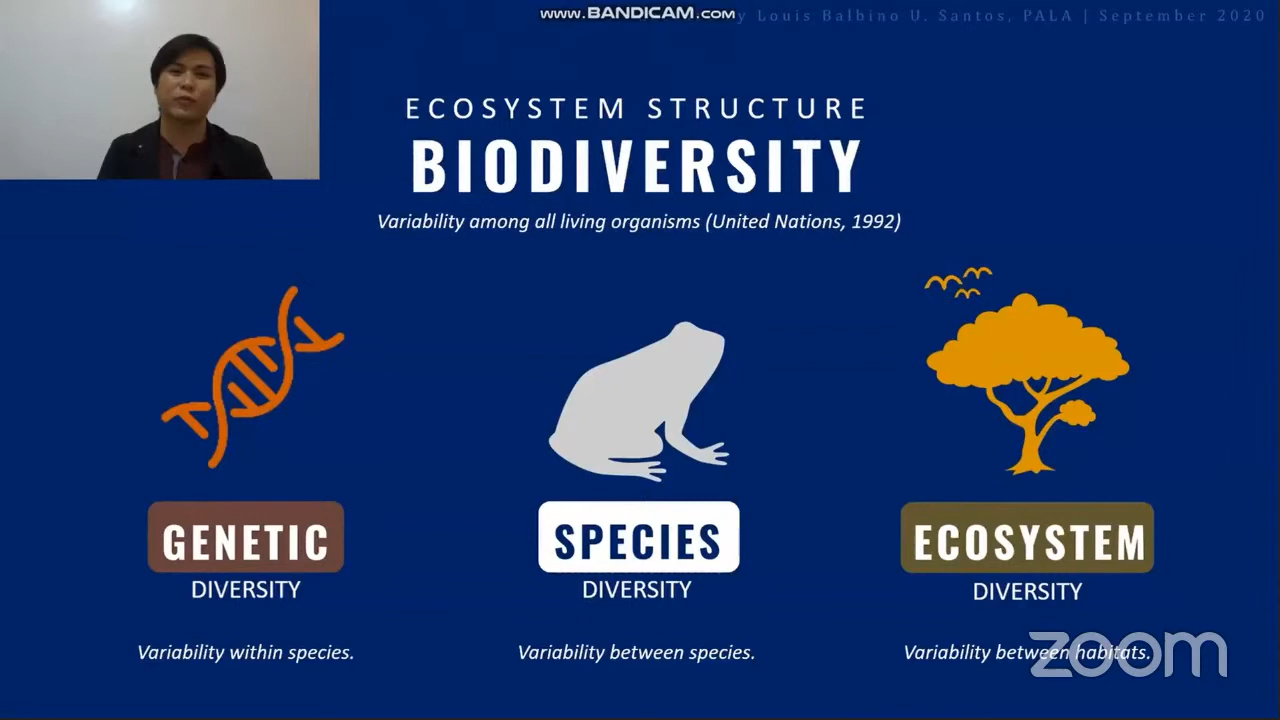 www.BANDICAM.com
y Louis Balbino U. Santos, PALA | September 2020
ECOSYSTEM STRUCTURE
BIODIVERSITY
Variability among all living organisms (United Nations, 1992)
GENETIC
DIVERSITY
Variability within species.
SPECIES
DIVERSITY
Variability between species.
ECOSYSTEM
DIVERSITY
Variability between habitats.
zoom